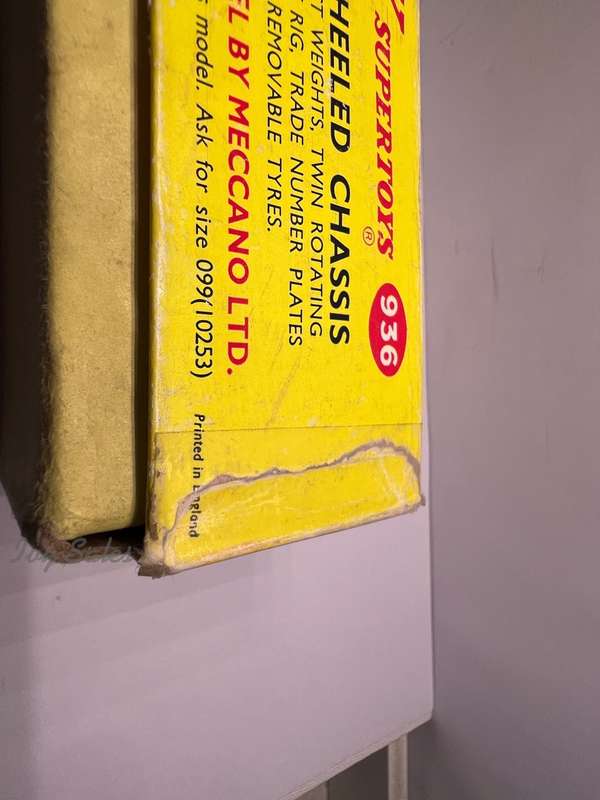 SUPERTOYS ®
936
HEELED CHASSIS
T WEIGHTS, TWIN ROTATING
RIG, TRADE NUMBER PLATES
REMOVABLE TYRES.
EL BY MECCANO LTD.
model. Ask for size 099(10253)
Printed in England